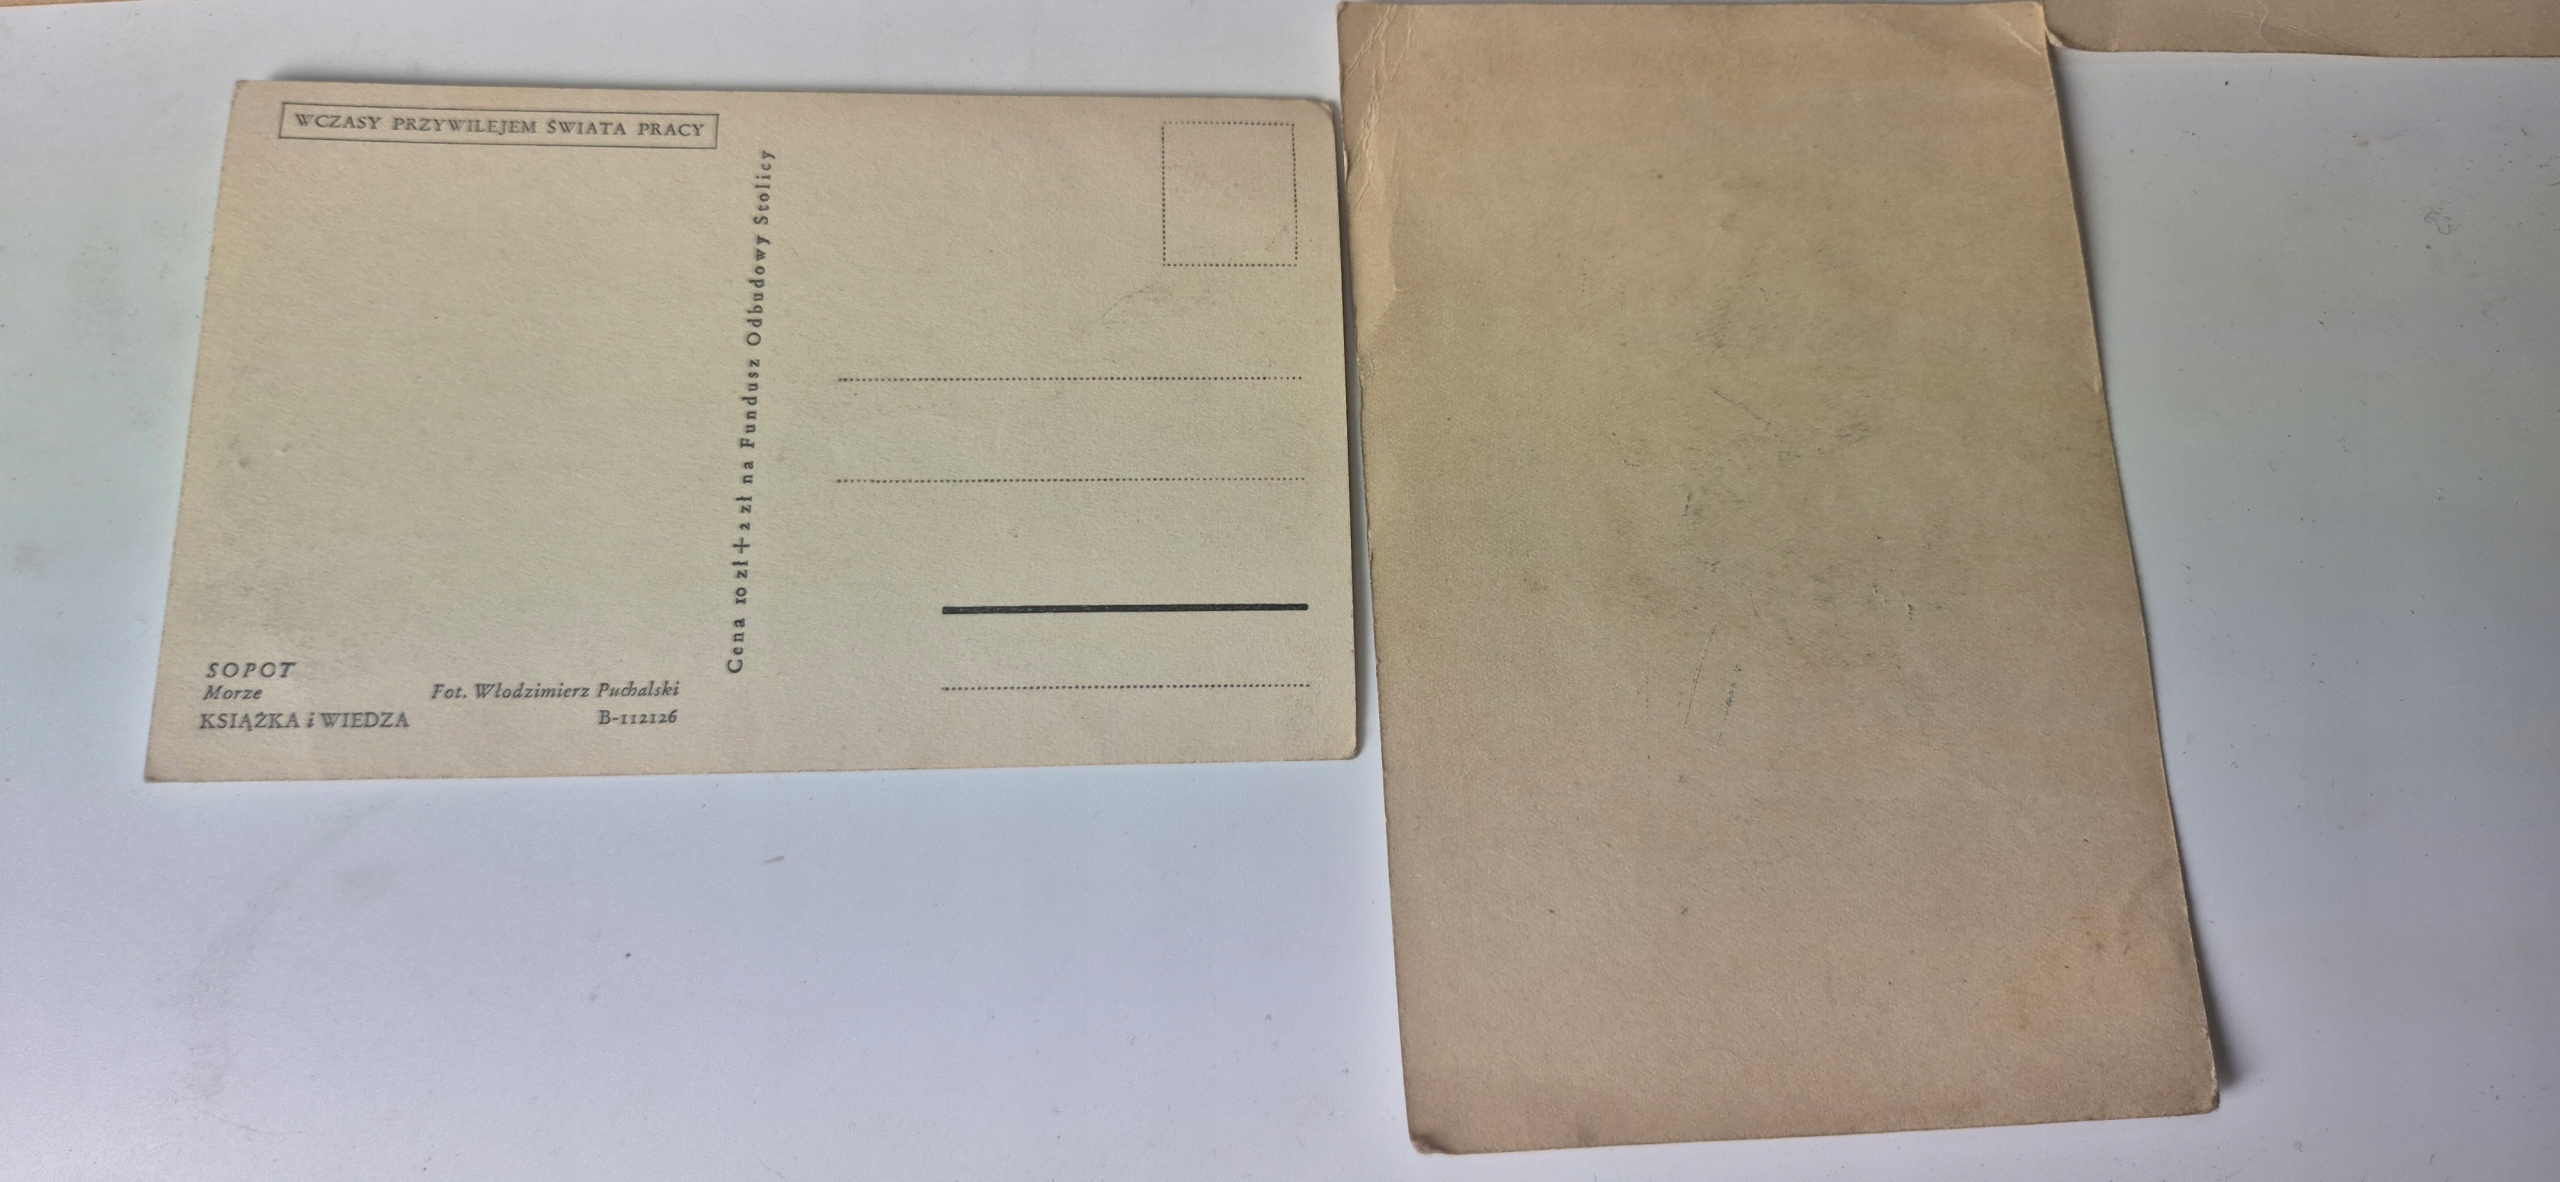 WCZASY PRZYWILEJEM ŚWIATA PRACY
Cena 10 zł + 2 zł na Fundusz Odbudowy Stolicy
SOPOT
Morze
Fot. Włodzimierz Puchalski
KSIĄŻKA i WIEDZA
B-112126